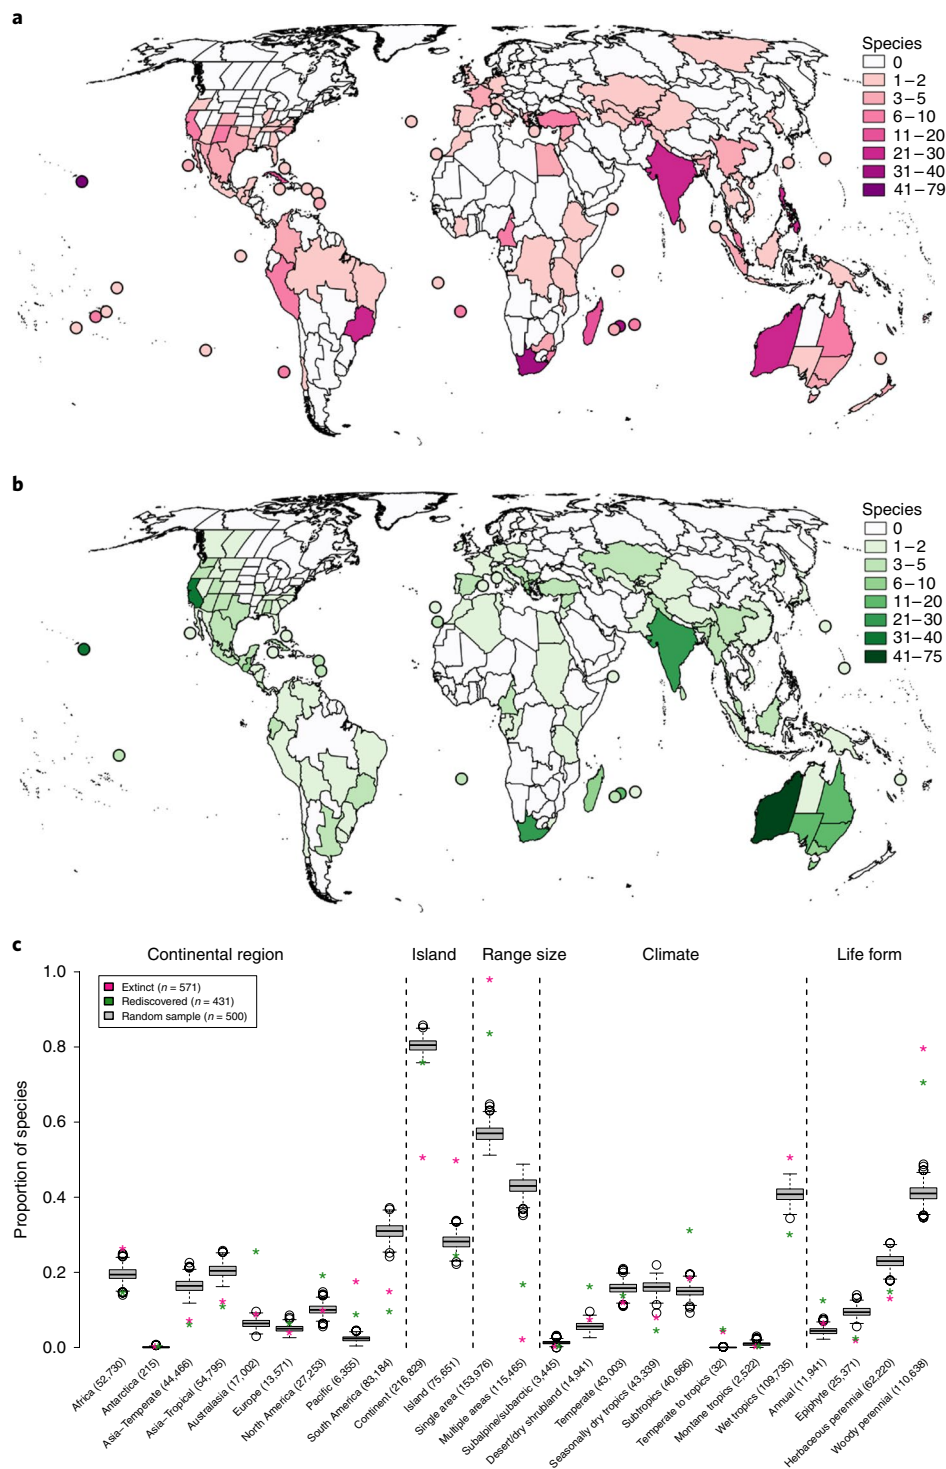 a
Species
0
1–2
3–5
6–10
11–20
21–30
31–40
41–79
b
Species
0
1–2
3–5
6–10
11–20
21–30
31–40
41–75
c
Continental region
Island
Range size
Climate
Life form
Extinct (n = 571)
Rediscovered (n = 431)
Random sample (n = 500)
Proportion of species
1.0
0.8
0.6
0.4
0.2
0.0
Africa (52,730)
Antarctica (215)
Asia–Temperate (44,466)
Asia–Tropical (54,795)
Australasia (17,002)
Europe (13,571)
North America (27,253)
Pacific (6,355)
South America (83,184)
Continent (216,829)
Island (75,651)
Single area (153,976)
Multiple areas (115,465)
Subalpine/subarctic (3,445)
Desert/dry shrubland (14,941)
Temperate (43,003)
Seasonally dry tropics (43,339)
Subtropics (40,666)
Temperate to tropics (32)
Montane tropics (2,522)
Wet tropics (109,735)
Annual (11,941)
Epiphyte (25,371)
Herbaceous perennial (62,220)
Woody perennial (110,638)